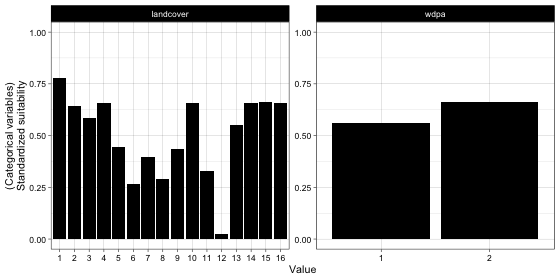 landcover
wdpa
(Categorical variables)
Standardized suitability
1.00
0.75
0.50
0.25
0.00
1 2 3 4 5 6 7 8 9 10 11 12 13 14 15 16
1.00
0.75
0.50
0.25
0.00
1 2
Value